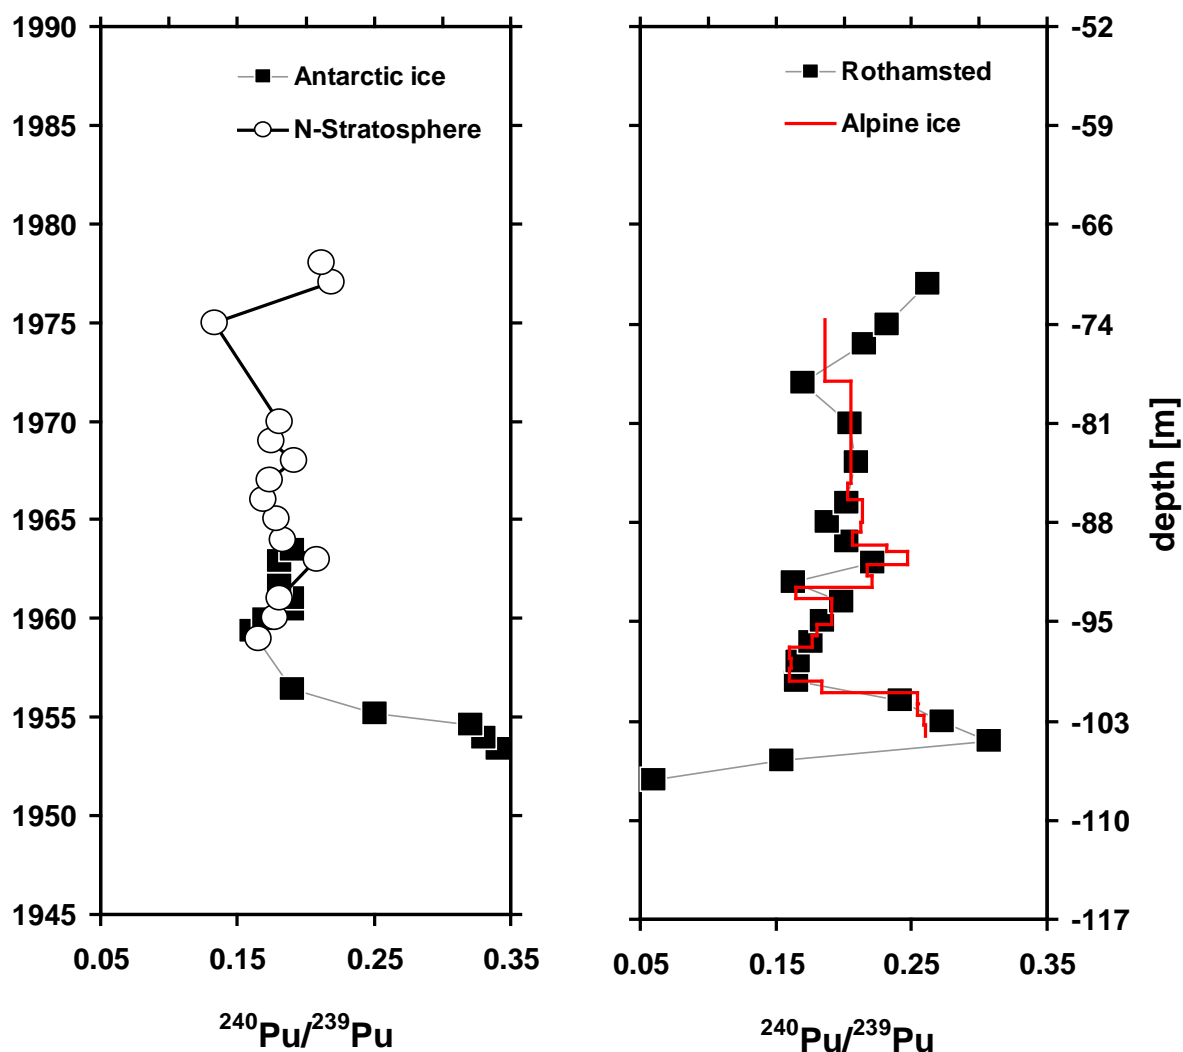 1990
1985
1980
1975
1970
1965
1960
1955
1950
1945
Antarctic ice
N-Stratosphere
0.05 0.15 0.25 0.35
²⁴⁰Pu/²³⁹Pu
Rothamsted
Alpine ice
-52
-59
-66
-74
-81
-88
-95
-103
-110
-117
depth [m]
0.05 0.15 0.25 0.35
²⁴⁰Pu/²³⁹Pu